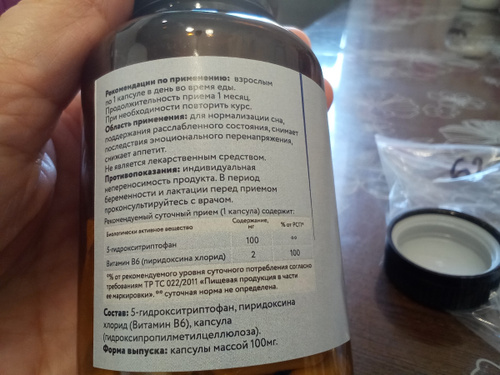 Рекомендации по применению: взрослым
по 1 капсуле в день во время еды.
Продолжительность приема 1 месяц.
При необходимости повторить курс.
Область применения: для нормализации сна,
поддержания расслабленного состояния, снимает
последствия эмоционального перенапряжения,
снижает аппетит.
Не является лекарственным средством.
Противопоказания: индивидуальная
непереносимость продукта. В период
беременности и лактации перед приемом
проконсультируйтесь с врачом.
Рекомендуемый суточный прием (1 капсула) содержит:
Биологически активное вещество Содержание, мг % от РСП*
5-гидрокситриптофан 100 **
Витамин В6 (пиридоксина хлорид) 2 100
*% от рекомендуемого уровня суточного потребления согласно
требованиям ТР ТС 022/2011 «Пищевая продукция в части
ее маркировки». ** суточная норма не определена.
Состав: 5-гидрокситриптофан, пиридоксина
хлорид (Витамин В6), капсула
(гидроксипропилметилцеллюлоза).
Форма выпуска: капсулы массой 100мг.